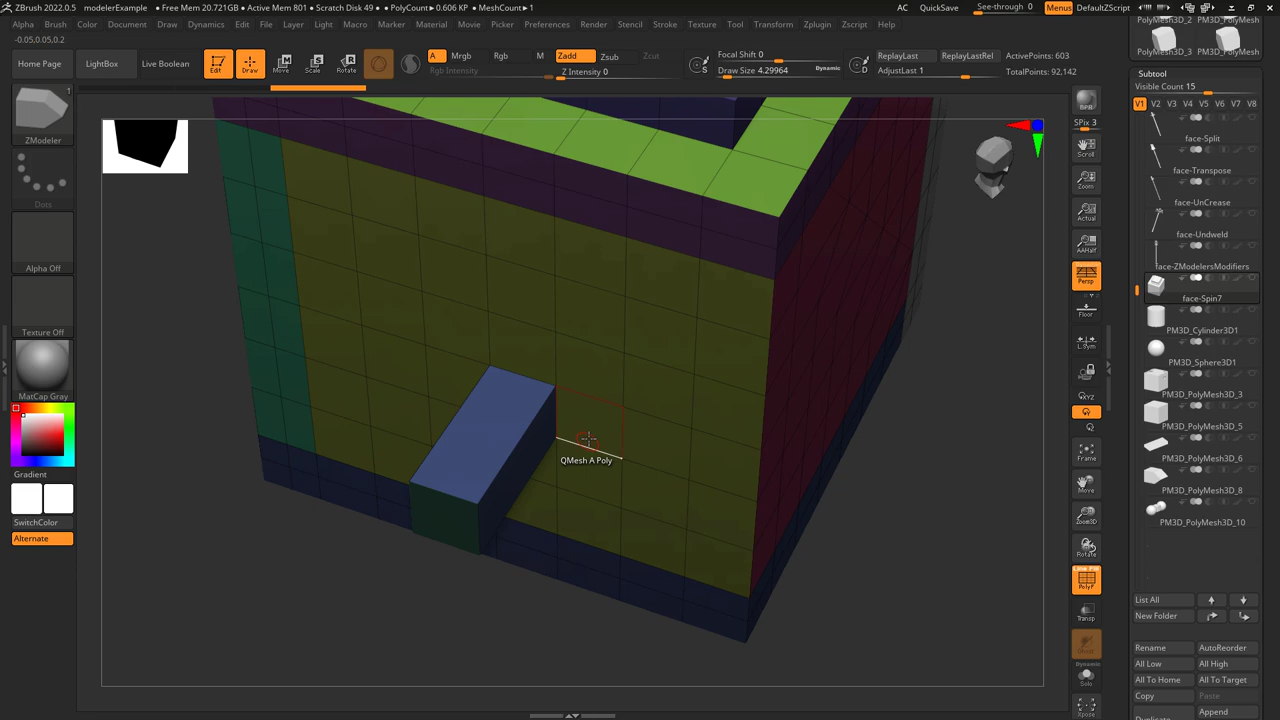 ZBrush 2022.0.5
modelerExample
• Free Mem 20.721GB • Active Mem 801 • Scratch Disk 49 • PolyCount▸ 0.606 KP • MeshCount▸ 1
AC
QuickSave
See-through 0
Menus
DefaultZScript
Alpha
Brush
Color
Document
Draw
Dynamics
Edit
File
Layer
Light
Macro
Marker
Material
Movie
Picker
Preferences
Render
Stencil
Stroke
Texture
Tool
Transform
Zplugin
Zscript
Help
-0.05,0.05,0.2
Home Page
LightBox
Live Boolean
Edit
Draw
Move
Scale
Rotate
A
Mrgb
Rgb
M
Zadd
Zsub
Zcut
Rgb Intensity
Z Intensity 0
Focal Shift 0
Draw Size 4.29964
Dynamic
S
D
ReplayLast
ReplayLastRel
AdjustLast 1
ActivePoints: 603
TotalPoints: 92,142
1
ZModeler
Dots
Alpha Off
Texture Off
MatCap Gray
Gradient
SwitchColor
Alternate
QMesh A Poly
BPR
SPix 3
Scroll
Zoom
Actual
AAHalf
Persp
Floor
L.Sym
XYZ
Y
Z
Frame
Move
Zoom3D
Rotate
Line Fill
PolyF
Transp
Ghost
Dynamic
Solo
Xpose
PolyMesh3D_2
PM3D_PolyMesh
PolyMesh3D_3
PM3D_PolyMesh
Subtool
Visible Count 15
V1
V2
V3
V4
V5
V6
V7
V8
face-Split
face-Transpose
face-UnCrease
face-Undweld
face-ZModelersModifiers
face-Spin7
PM3D_Cylinder3D1
PM3D_Sphere3D1
PM3D_PolyMesh3D_3
PM3D_PolyMesh3D_5
PM3D_PolyMesh3D_6
PM3D_PolyMesh3D_8
PM3D_PolyMesh3D_10
List All
New Folder
Rename
AutoReorder
All Low
All High
All To Home
All To Target
Copy
Paste
Duplicate
Append